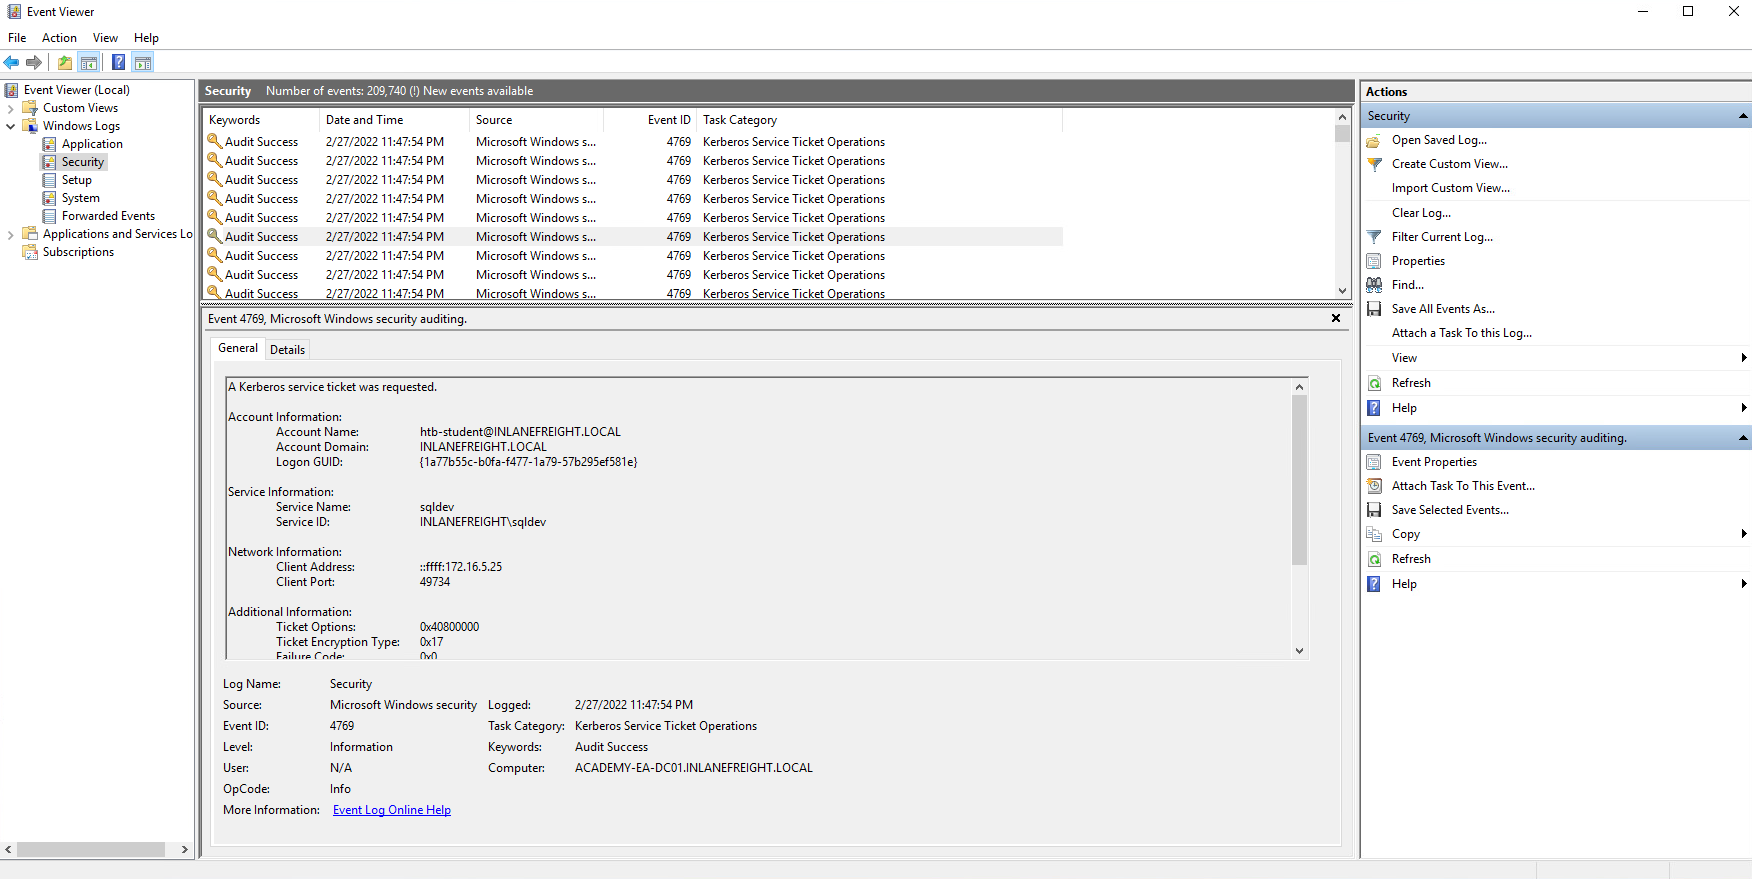 Event Viewer
File Action View Help
Event Viewer (Local)
Custom Views
Windows Logs
Application
Security
Setup
System
Forwarded Events
Applications and Services Lo
Subscriptions
Security Number of events: 209,740 (!) New events available
Keywords Date and Time Source Event ID Task Category
Audit Success 2/27/2022 11:47:54 PM Microsoft Windows s... 4769 Kerberos Service Ticket Operations
Audit Success 2/27/2022 11:47:54 PM Microsoft Windows s... 4769 Kerberos Service Ticket Operations
Audit Success 2/27/2022 11:47:54 PM Microsoft Windows s... 4769 Kerberos Service Ticket Operations
Audit Success 2/27/2022 11:47:54 PM Microsoft Windows s... 4769 Kerberos Service Ticket Operations
Audit Success 2/27/2022 11:47:54 PM Microsoft Windows s... 4769 Kerberos Service Ticket Operations
Audit Success 2/27/2022 11:47:54 PM Microsoft Windows s... 4769 Kerberos Service Ticket Operations
Audit Success 2/27/2022 11:47:54 PM Microsoft Windows s... 4769 Kerberos Service Ticket Operations
Audit Success 2/27/2022 11:47:54 PM Microsoft Windows s... 4769 Kerberos Service Ticket Operations
Audit Success 2/27/2022 11:47:54 PM Microsoft Windows s... 4769 Kerberos Service Ticket Operations
Event 4769, Microsoft Windows security auditing.
General Details
A Kerberos service ticket was requested.
Account Information:
Account Name: htb-student@INLANEFREIGHT.LOCAL
Account Domain: INLANEFREIGHT.LOCAL
Logon GUID: {1a77b55c-b0fa-f477-1a79-57b295ef581e}
Service Information:
Service Name: sqldev
Service ID: INLANEFREIGHT\sqldev
Network Information:
Client Address: ::ffff:172.16.5.25
Client Port: 49734
Additional Information:
Ticket Options: 0x40800000
Ticket Encryption Type: 0x17
Failure Code: 0x0
Log Name: Security
Source: Microsoft Windows security Logged: 2/27/2022 11:47:54 PM
Event ID: 4769 Task Category: Kerberos Service Ticket Operations
Level: Information Keywords: Audit Success
User: N/A Computer: ACADEMY-EA-DC01.INLANEFREIGHT.LOCAL
OpCode: Info
More Information: Event Log Online Help
Actions
Security
Open Saved Log...
Create Custom View...
Import Custom View...
Clear Log...
Filter Current Log...
Properties
Find...
Save All Events As...
Attach a Task To this Log...
View
Refresh
Help
Event 4769, Microsoft Windows security auditing.
Event Properties
Attach Task To This Event...
Save Selected Events...
Copy
Refresh
Help